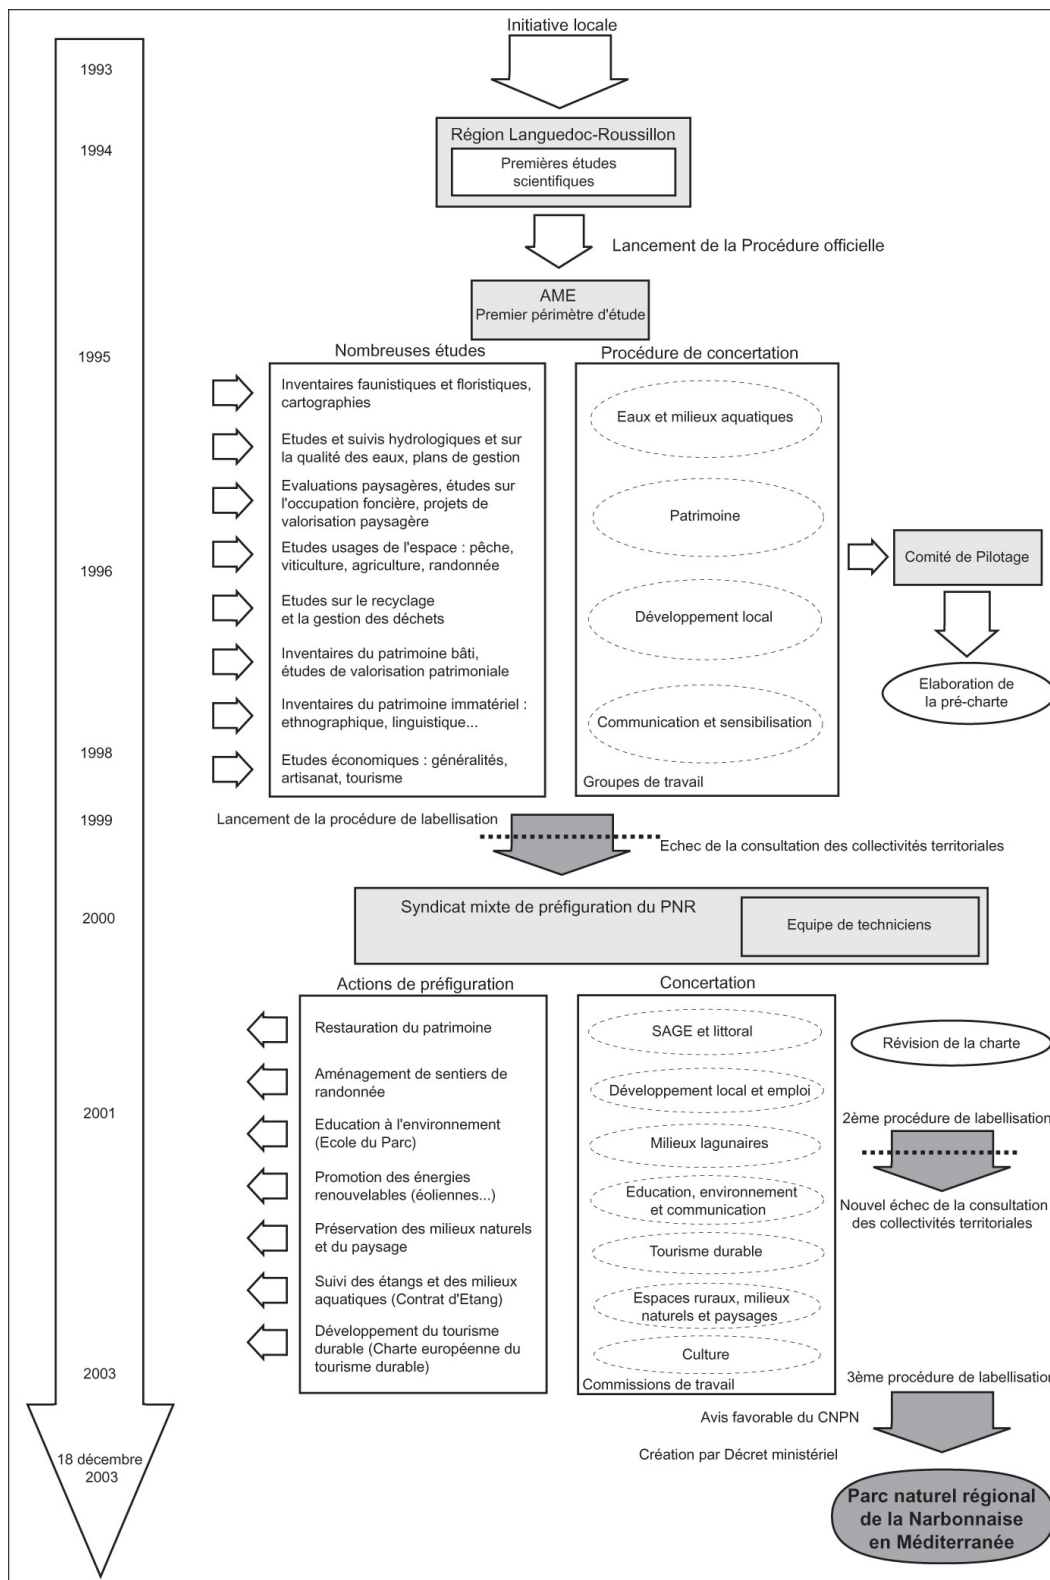 Initiative locale
1993
1994
Région Languedoc-Roussillon
Premières études
scientifiques
Lancement de la Procédure officielle
AME
Premier périmètre d'étude
1995
Nombreuses études
Inventaires faunistiques et floristiques,
cartographies
Etudes et suivis hydrologiques et sur
la qualité des eaux, plans de gestion
Evaluations paysagères, études sur
l'occupation foncière, projets de
valorisation paysagère
Etudes usages de l'espace : pêche,
viticulture, agriculture, randonnée
Etudes sur le recyclage
et la gestion des déchets
Inventaires du patrimoine bâti,
études de valorisation patrimoniale
Inventaires du patrimoine immatériel :
ethnographique, linguistique...
Etudes économiques : généralités,
artisanat, tourisme
Procédure de concertation
Eaux et milieux aquatiques
Patrimoine
Développement local
Communication et sensibilisation
Groupes de travail
1996
Comité de Pilotage
Elaboration de
la pré-charte
1998
1999
Lancement de la procédure de labellisation
Echec de la consultation des collectivités territoriales
2000
Syndicat mixte de préfiguration du PNR
Equipe de techniciens
Actions de préfiguration
Restauration du patrimoine
Aménagement de sentiers de
randonnée
Education à l'environnement
(Ecole du Parc)
Promotion des énergies
renouvelables (éoliennes...)
Préservation des milieux naturels
et du paysage
Suivi des étangs et des milieux
aquatiques (Contrat d'Etang)
Développement du tourisme
durable (Charte européenne du
tourisme durable)
Concertation
SAGE et littoral
Développement local et emploi
Milieux lagunaires
Education, environnement
et communication
Tourisme durable
Espaces ruraux, milieux
naturels et paysages
Culture
Commissions de travail
Révision de la charte
2001
2ème procédure de labellisation
Nouvel échec de la consultation
des collectivités territoriales
2003
3ème procédure de labellisation
Avis favorable du CNPN
Création par Décret ministériel
18 décembre
2003
Parc naturel régional
de la Narbonnaise
en Méditerranée